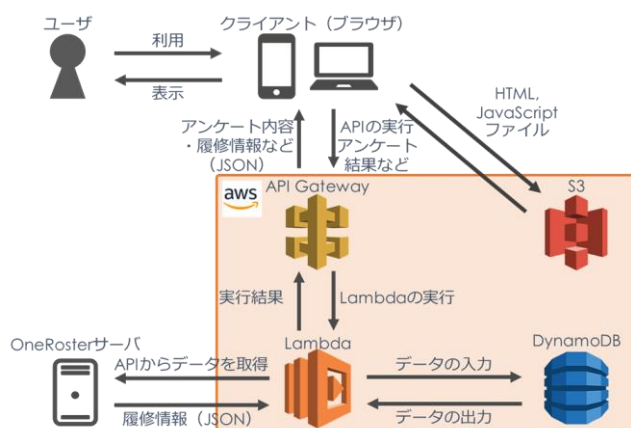 ユーザ
クライアント（ブラウザ）
利用
表示
HTML,
JavaScript
ファイル
アンケート内容
・履修情報など
（JSON）
APIの実行
アンケート
結果など
aws
API Gateway
S3
実行結果
Lambdaの実行
OneRosterサーバ
APIからデータを取得
Lambda
データの入力
DynamoDB
履修情報（JSON）
データの出力